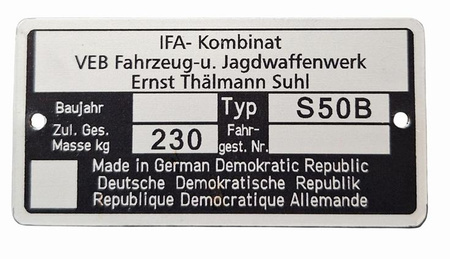 IFA- Kombinat
VEB Fahrzeug-u. Jagdwaffenwerk
Ernst Thälmann Suhl
Baujahr Typ S50B
Zul. Ges. Masse kg 230 Fahr- gest. Nr.
Made in German Demokratic Republic
Deutsche Demokratische Republik
Republique Democratique Allemande